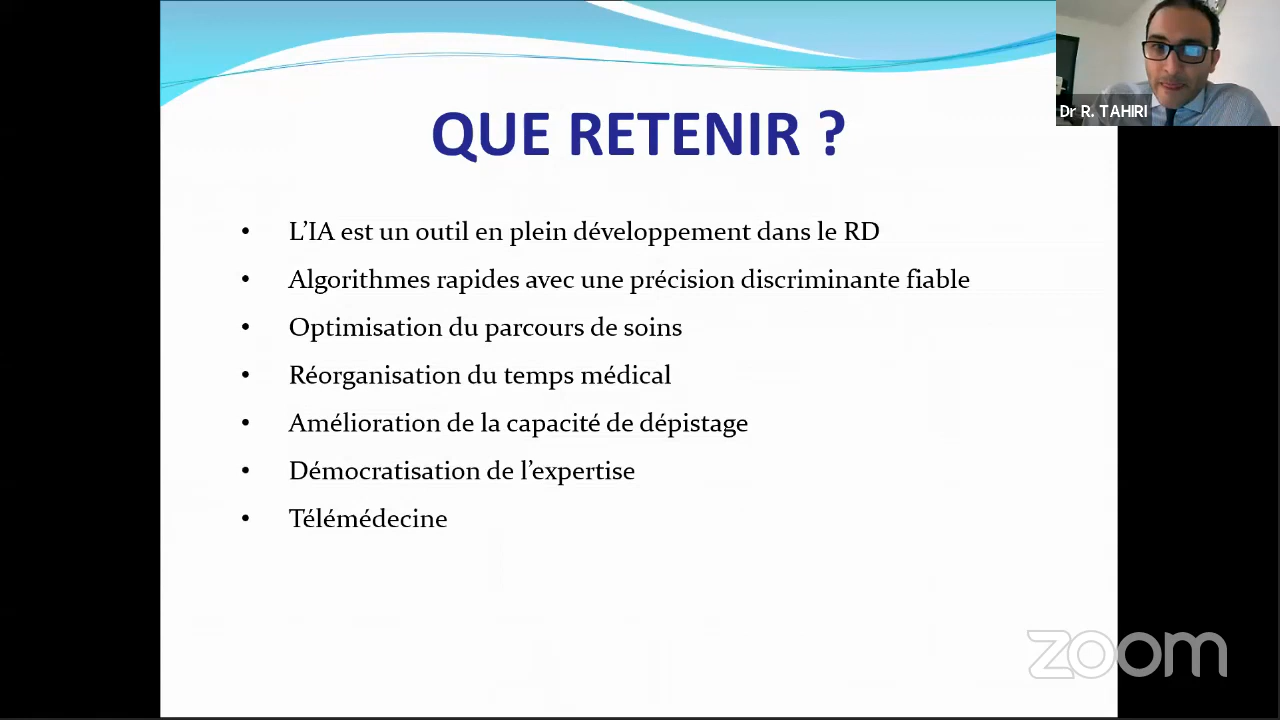 Dr R. TAHIRI
QUE RETENIR ?
• L’IA est un outil en plein développement dans le RD
• Algorithmes rapides avec une précision discriminante fiable
• Optimisation du parcours de soins
• Réorganisation du temps médical
• Amélioration de la capacité de dépistage
• Démocratisation de l’expertise
• Télémédecine
zoom